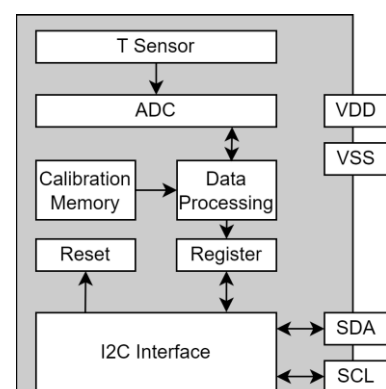 T Sensor
ADC
VDD
VSS
Calibration
Memory
Data
Processing
Reset
Register
I2C Interface
SDA
SCL